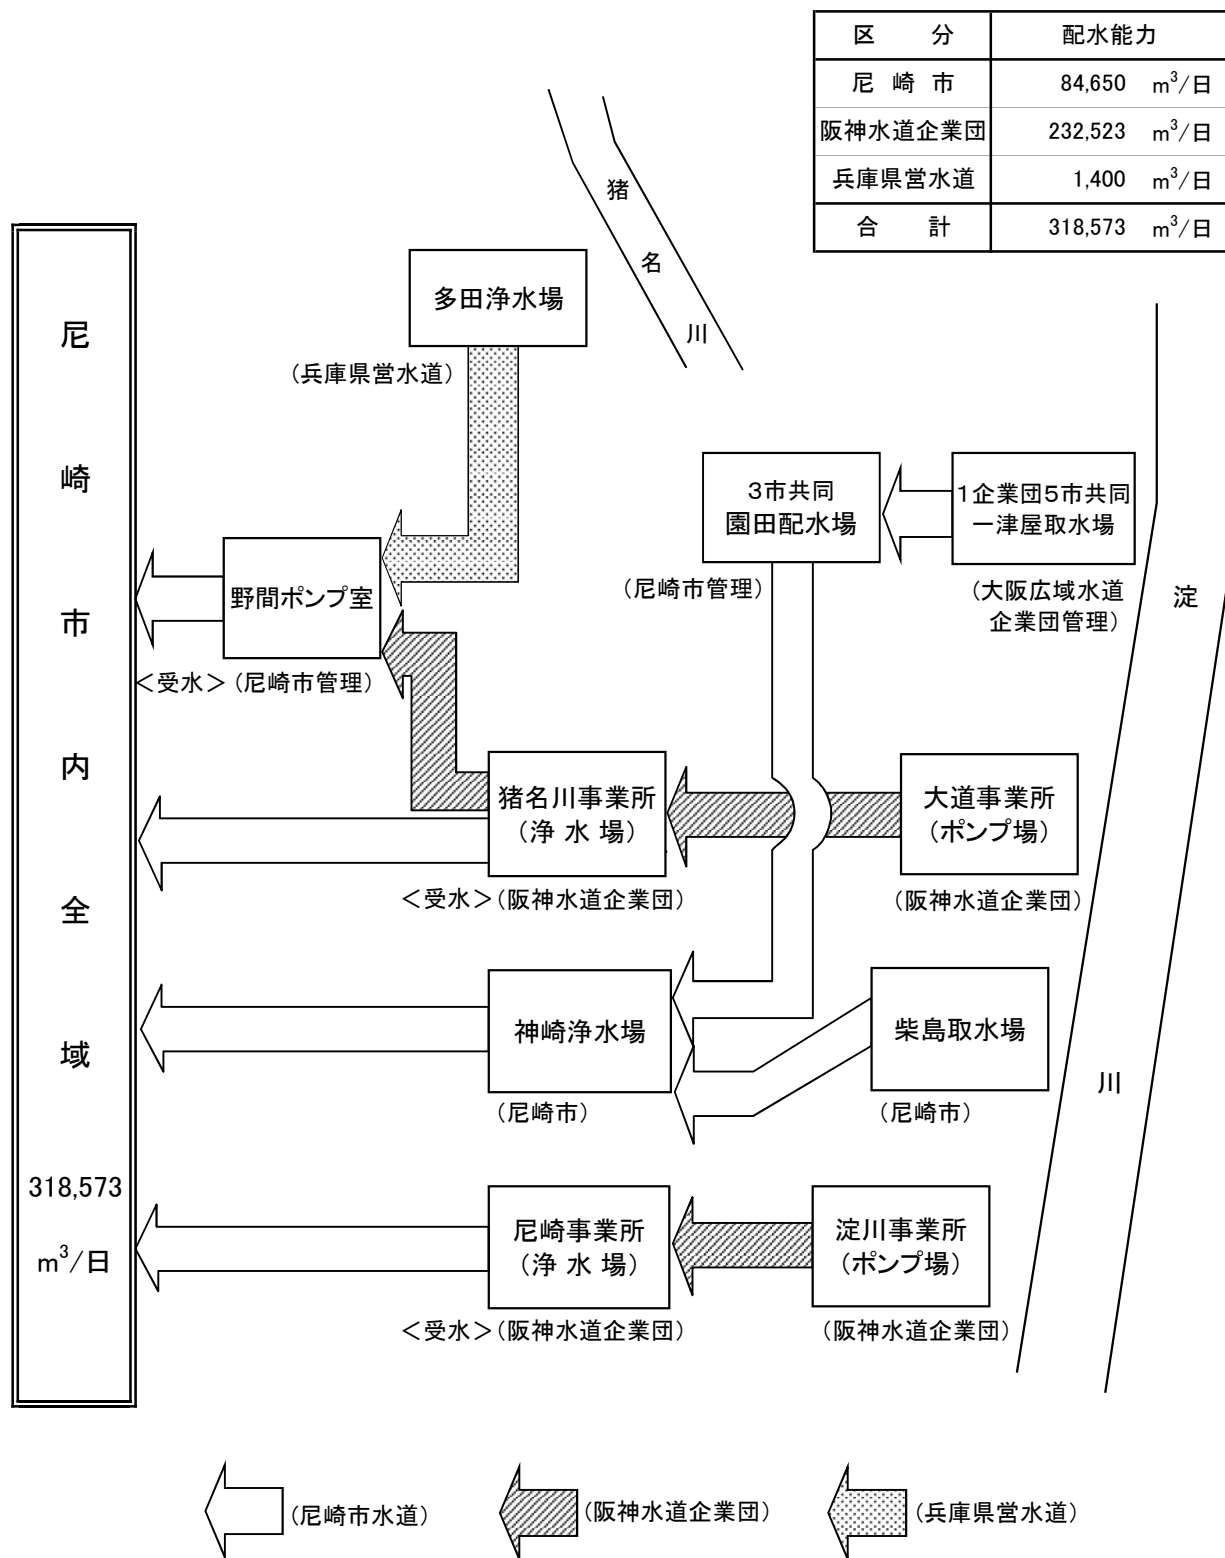 区　　分　配水能力
尼 崎 市　84,650　m³/日
阪神水道企業団　232,523　m³/日
兵庫県営水道　1,400　m³/日
合　　計　318,573　m³/日
猪名川
尼崎市内全域
318,573
m³/日
多田浄水場
（兵庫県営水道）
3市共同
園田配水場
（尼崎市管理）
1企業団5市共同
一津屋取水場
（大阪広域水道
企業団管理）
淀川
野間ポンプ室
＜受水＞（尼崎市管理）
猪名川事業所
（浄 水 場）
＜受水＞（阪神水道企業団）
大道事業所
（ポンプ場）
（阪神水道企業団）
神崎浄水場
（尼崎市）
柴島取水場
（尼崎市）
尼崎事業所
（浄 水 場）
＜受水＞（阪神水道企業団）
淀川事業所
（ポンプ場）
（阪神水道企業団）
（尼崎市水道）
（阪神水道企業団）
（兵庫県営水道）